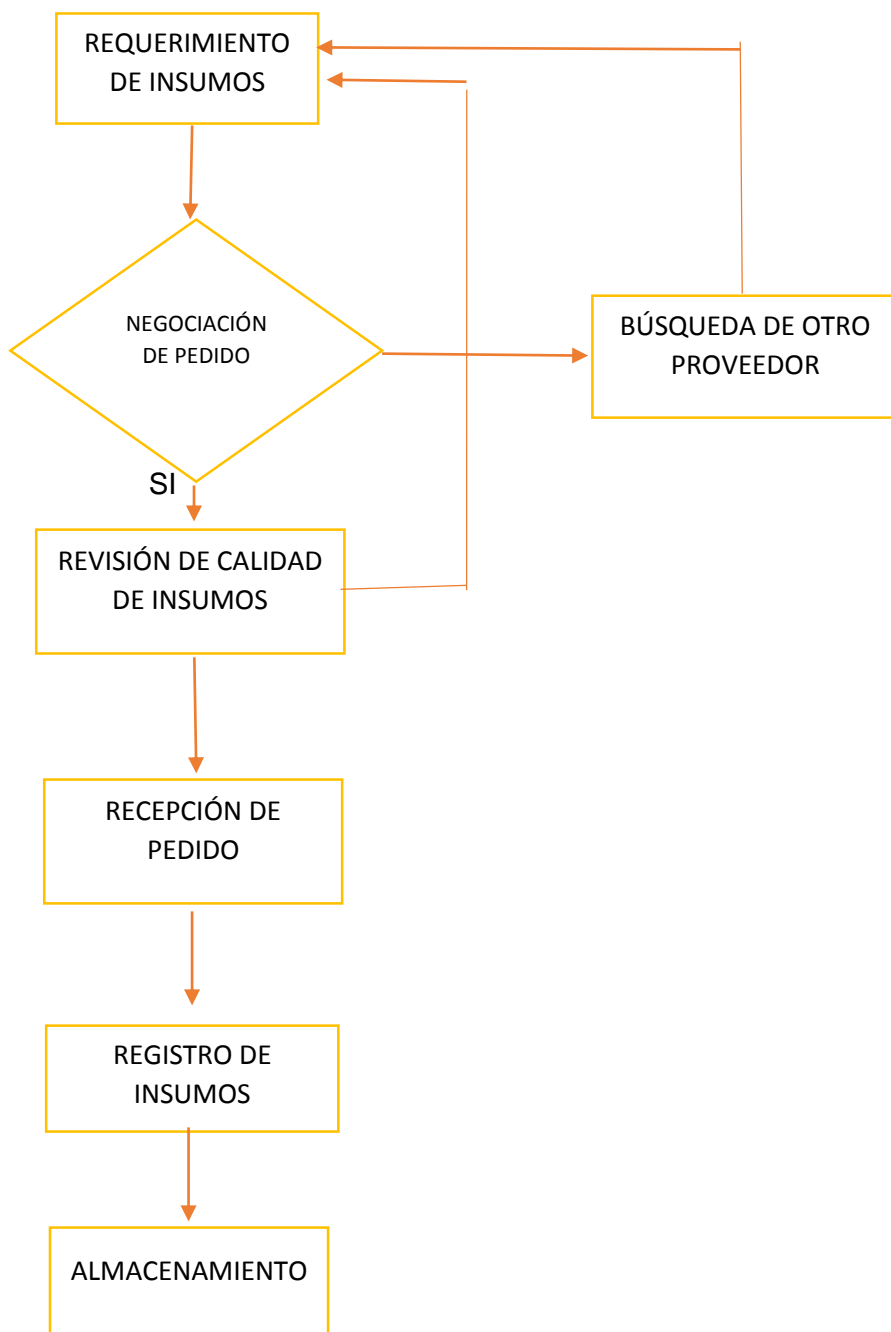 REQUERIMIENTO
DE INSUMOS
NEGOCIACIÓN
DE PEDIDO
BÚSQUEDA DE OTRO
PROVEEDOR
SI
REVISIÓN DE CALIDAD
DE INSUMOS
RECEPCIÓN DE
PEDIDO
REGISTRO DE
INSUMOS
ALMACENAMIENTO